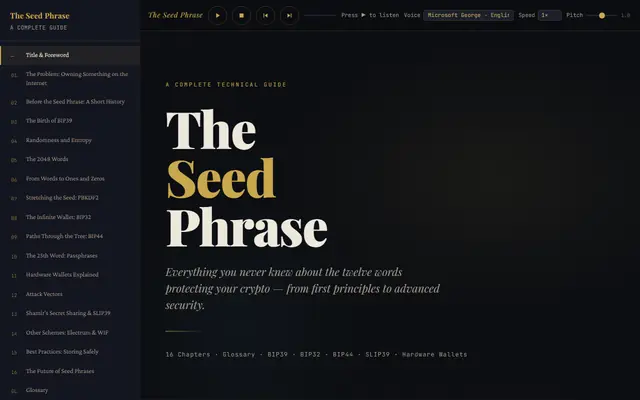 The Seed Phrase
A COMPLETE GUIDE
— Title & Foreword
01 The Problem: Owning Something on the
Internet
02 Before the Seed Phrase: A Short History
03 The Birth of BIP39
04 Randomness and Entropy
05 The 2048 Words
06 From Words to Ones and Zeros
07 Stretching the Seed: PBKDF2
08 The Infinite Wallet: BIP32
09 Paths Through the Tree: BIP44
10 The 25th Word: Passphrases
11 Hardware Wallets Explained
12 Attack Vectors
13 Shamir's Secret Sharing & SLIP39
14 Other Schemes: Electrum & WIF
15 Best Practices: Storing Safely
16 The Future of Seed Phrases
GL Glossary
The Seed Phrase Press ▶ to listen Voice Microsoft George - Engli Speed 1× Pitch 1.0
A COMPLETE TECHNICAL GUIDE
The
Seed
Phrase
Everything you never knew about the twelve words
protecting your crypto — from first principles to advanced
security.
16 Chapters · Glossary · BIP39 · BIP32 · BIP44 · SLIP39 · Hardware Wallets